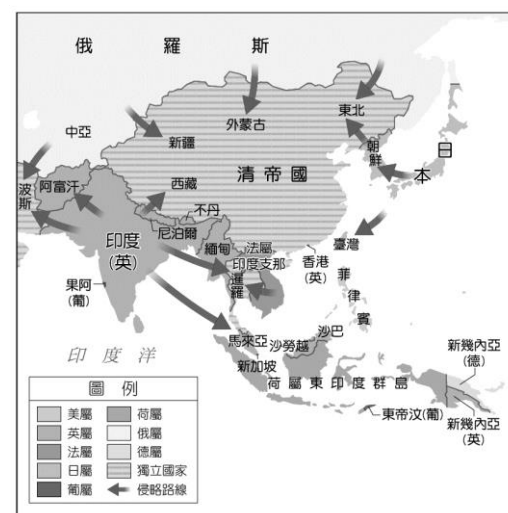 俄羅斯
外蒙古
東北
中亞
新疆
朝鮮
日本
清帝國
波斯
阿富汗
西藏
不丹
尼泊爾
印度
(英)
緬甸
法屬
印度支那
暹羅
香港
(英)
臺灣
果阿
(葡)
菲律賓
馬來亞
沙勞越
沙巴
新加坡
新幾內亞
(德)
印度洋
荷屬東印度群島
東帝汶(葡)
新幾內亞
(英)
圖例
美屬
荷屬
英屬
俄屬
法屬
德屬
日屬
獨立國家
葡屬
侵略路線